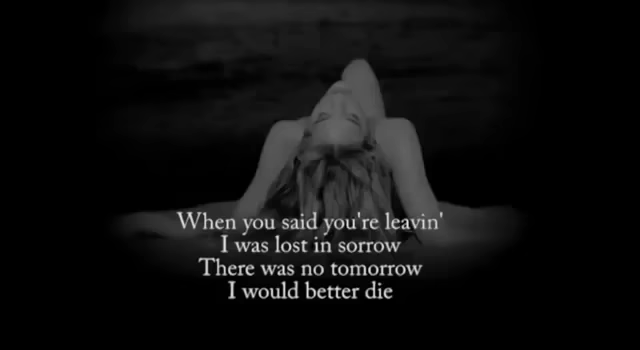 When you said you're leavin'
I was lost in sorrow
There was no tomorrow
I would better die